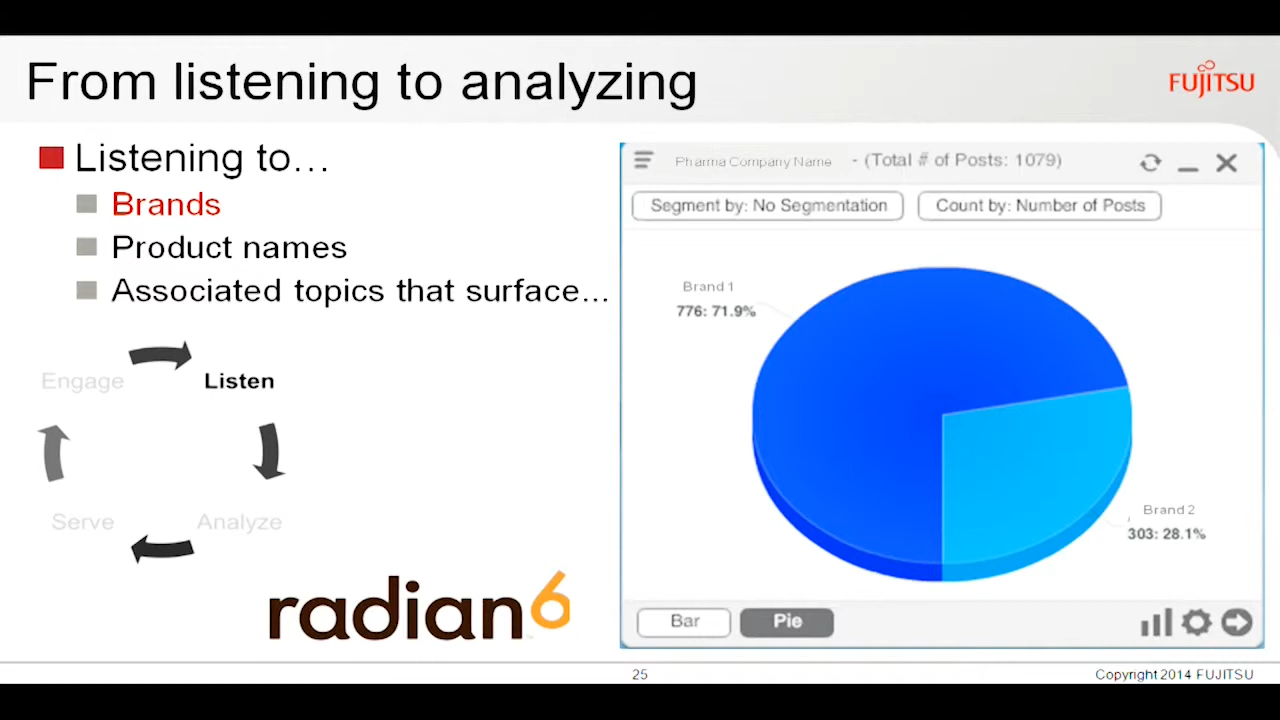 From listening to analyzing
FUJITSU
Listening to...
Brands
Product names
Associated topics that surface...
Engage
Listen
Serve
Analyze
radian6
Pharma Company Name - (Total # of Posts: 1079)
Segment by: No Segmentation
Count by: Number of Posts
Brand 1
776: 71.9%
Brand 2
303: 28.1%
Bar
Pie
25
Copyright 2014 FUJITSU